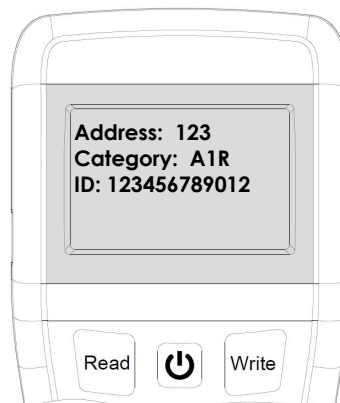 Address: 123
Category: A1R
ID: 123456789012
Read
Write